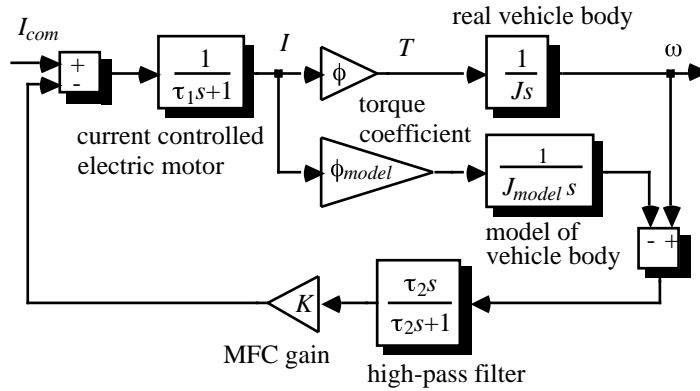 real vehicle body
I_com
+
-
1
τ₁s+1
I
ϕ
T
1
Js
ω
current controlled
electric motor
torque
coefficient
ϕ_model
1
J_model s
- +
model of
vehicle body
K
τ₂s
τ₂s+1
MFC gain
high-pass filter